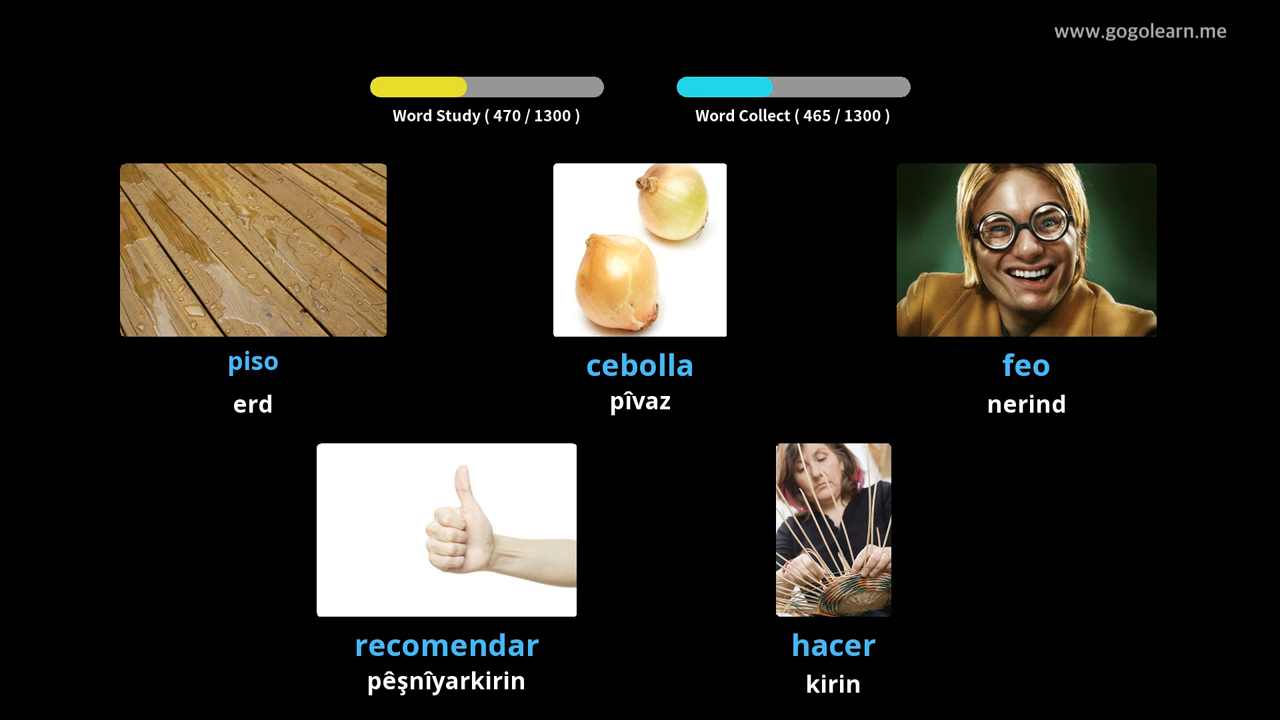 www.gogolearn.me
Word Study ( 470 / 1300 )
Word Collect ( 465 / 1300 )
piso
erd
cebolla
pîvaz
feo
nerind
recomendar
pêşnîyarkirin
hacer
kirin